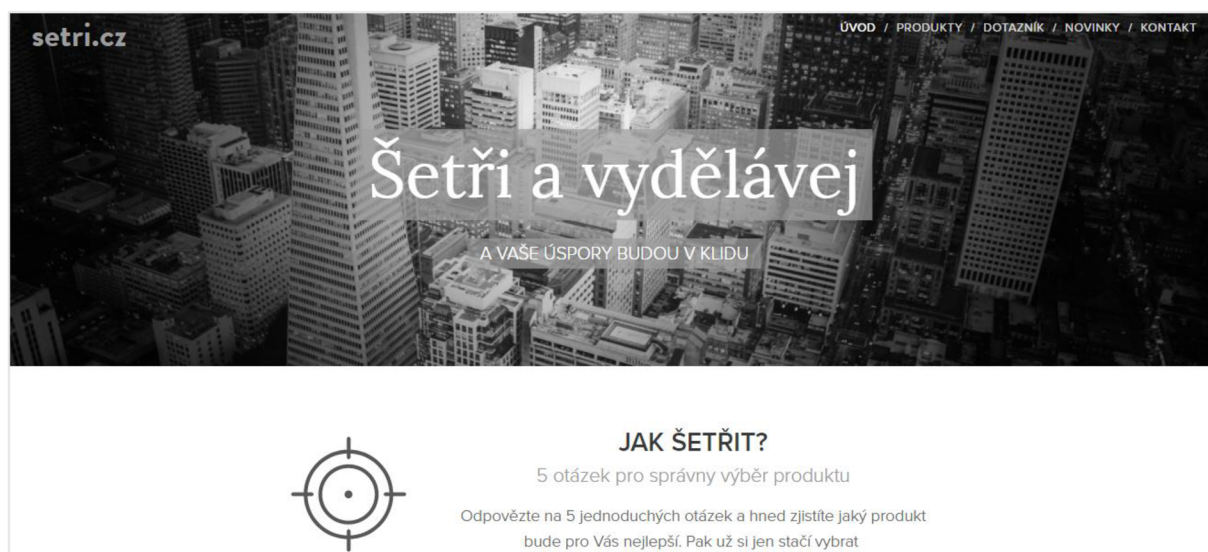 setri.cz
ÚVOD / PRODUKTY / DOTAZNÍK / NOVINKY / KONTAKT
Šetři a vydělávej
A VAŠE ÚSPORY BUDOU V KLIDU
JAK ŠETŘIT?
5 otázek pro správny výběr produktu
Odpovězte na 5 jednoduchých otázek a hned zjistíte jaký produkt
bude pro Vás nejlepší. Pak už si jen stačí vybrat